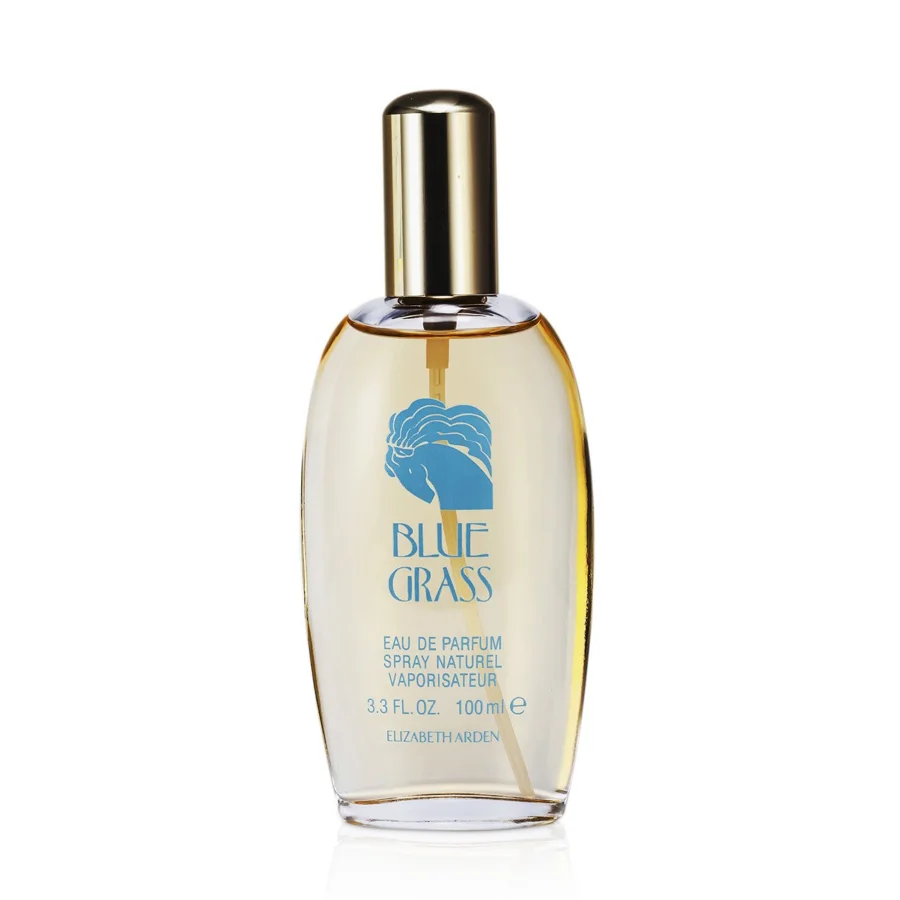 BLUE
GRASS
EAU DE PARFUM
SPRAY NATUREL
VAPORISATEUR
3.3 FL. OZ. 100 ml ℮
ELIZABETH ARDEN